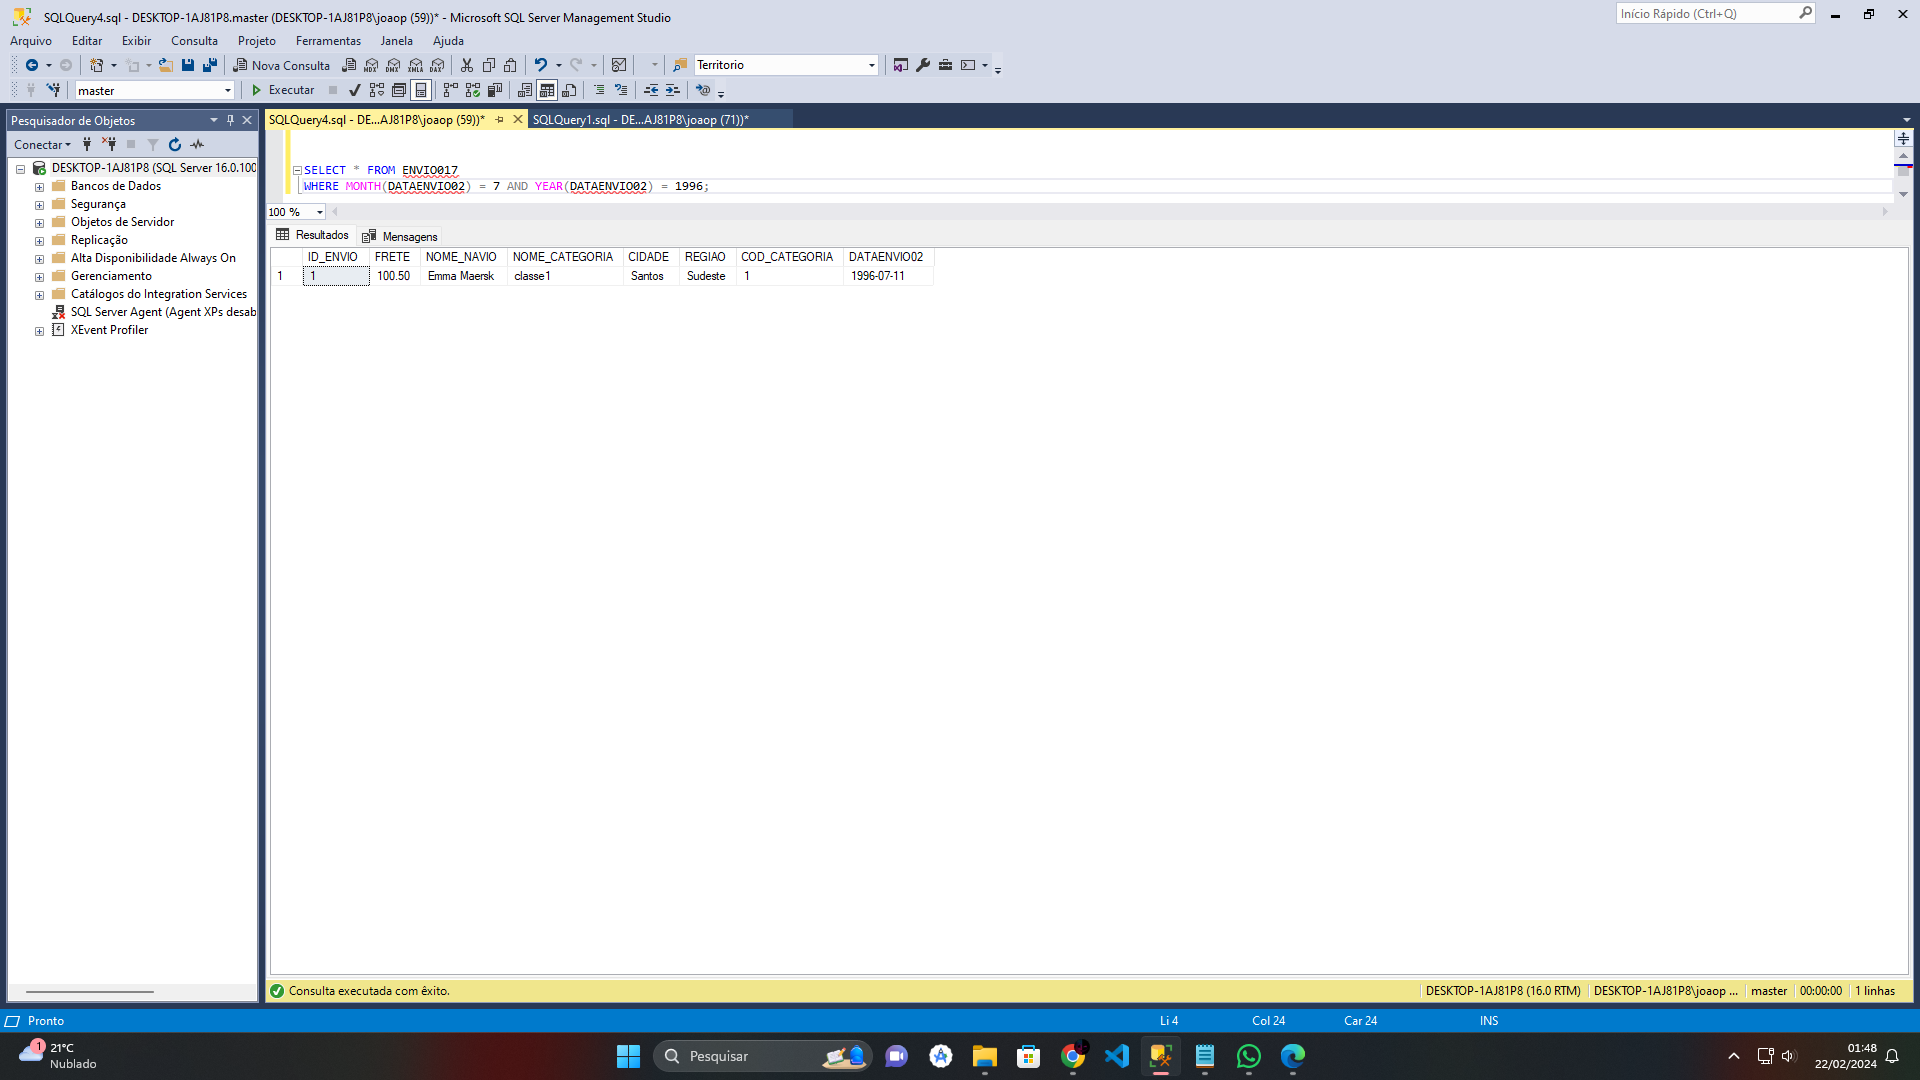 SQLQuery4.sql - DESKTOP-1AJ81P8.master (DESKTOP-1AJ81P8\joaop (59))* - Microsoft SQL Server Management Studio
Início Rápido (Ctrl+Q)
Arquivo Editar Exibir Consulta Projeto Ferramentas Janela Ajuda
Nova Consulta
MDX DMX XMLA DAX
Territorio
master
Executar
Pesquisador de Objetos
SQLQuery4.sql - DE...AJ81P8\joaop (59))*
SQLQuery1.sql - DE...AJ81P8\joaop (71))*
Conectar
DESKTOP-1AJ81P8 (SQL Server 16.0.100
Bancos de Dados
Segurança
Objetos de Servidor
Replicação
Alta Disponibilidade Always On
Gerenciamento
Catálogos do Integration Services
SQL Server Agent (Agent XPs desab
XEvent Profiler
SELECT * FROM ENVIO017
WHERE MONTH(DATAENVIO02) = 7 AND YEAR(DATAENVIO02) = 1996;
100 %
Resultados
Mensagens
ID_ENVIO FRETE NOME_NAVIO NOME_CATEGORIA CIDADE REGIAO COD_CATEGORIA DATAENVIO02
1 1 100.50 Emma Maersk classe1 Santos Sudeste 1 1996-07-11
Consulta executada com êxito.
DESKTOP-1AJ81P8 (16.0 RTM)
DESKTOP-1AJ81P8\joaop ...
master
00:00:00
1 linhas
Pronto
Li 4
Col 24
Car 24
INS
1
21°C
Nublado
Pesquisar
01:48
22/02/2024